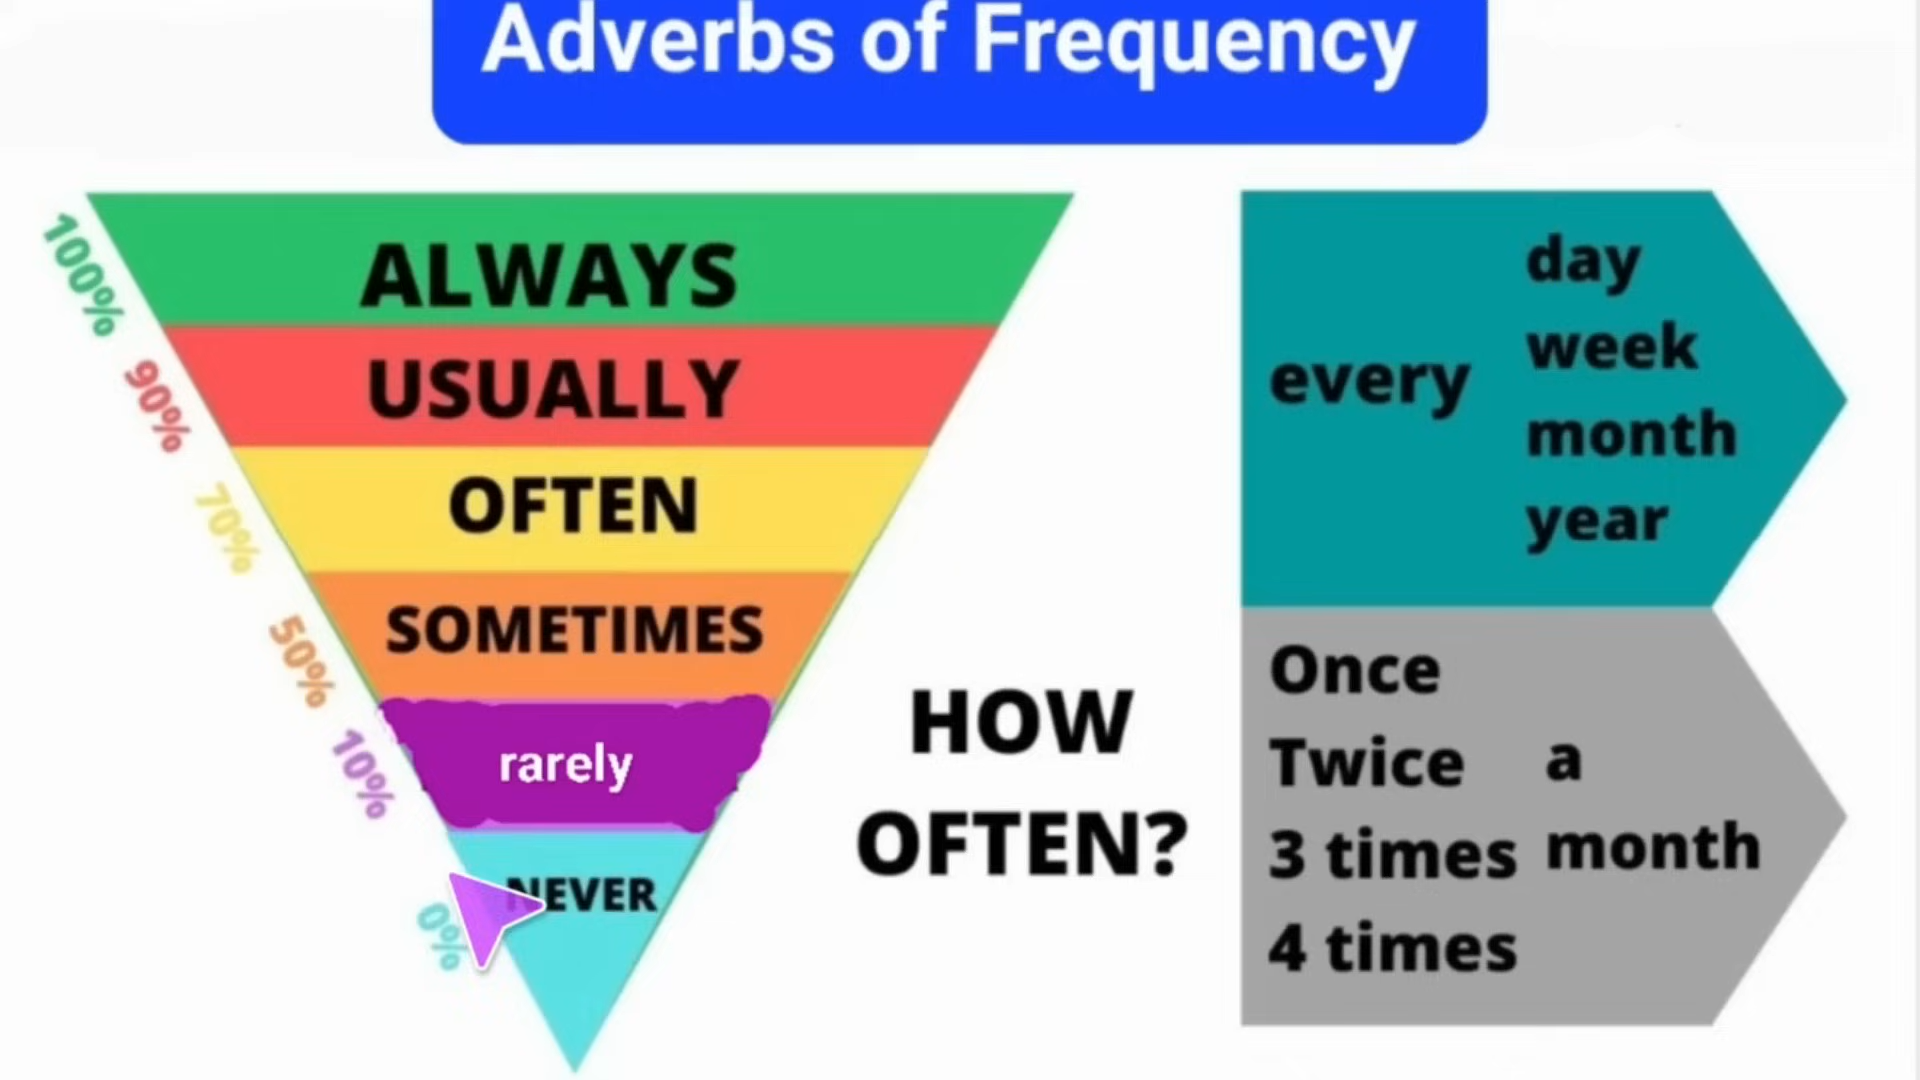 Adverbs of Frequency
100%
ALWAYS
90%
USUALLY
70%
OFTEN
50%
SOMETIMES
10%
rarely
0%
NEVER
HOW
OFTEN?
every
day
week
month
year
Once
Twice
3 times
4 times
a
month